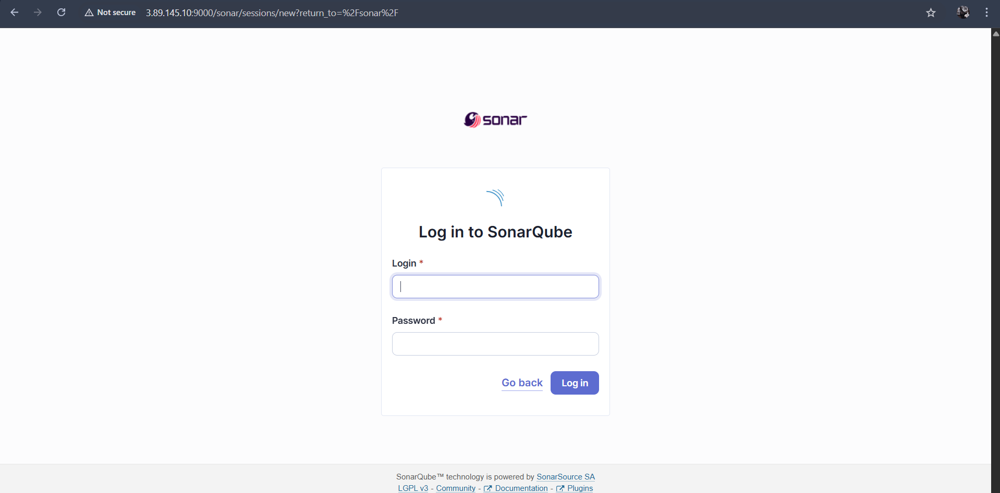 Not secure 3.89.145.10:9000/sonar/sessions/new?return_to=%2Fsonar%2F
sonar
Log in to SonarQube
Login *
Password *
Go back Log in
SonarQube™ technology is powered by SonarSource SA
LGPL v3 - Community - Documentation - Plugins